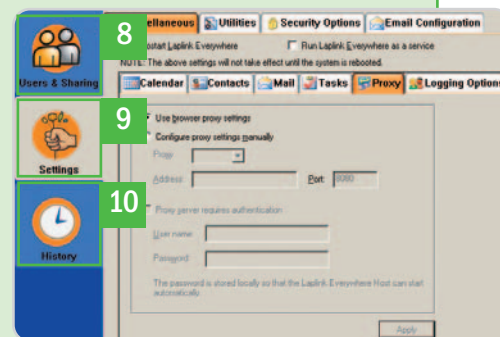 8
Users & Sharing
9
Settings
10
History
ellaneous Utilities Security Options Email Configuration
start Laplink Everywhere Run Laplink Everywhere as a service
NOTE: The above settings will not take effect until the system is rebooted.
Calendar Contacts Mail Tasks Proxy Logging Options
Use browser proxy settings
Configure proxy settings manually
Proxy
Address Port 8080
Proxy server requires authentication
User name
Password
The password is stored locally so that the Laplink Everywhere Host can start
automatically.
Apply